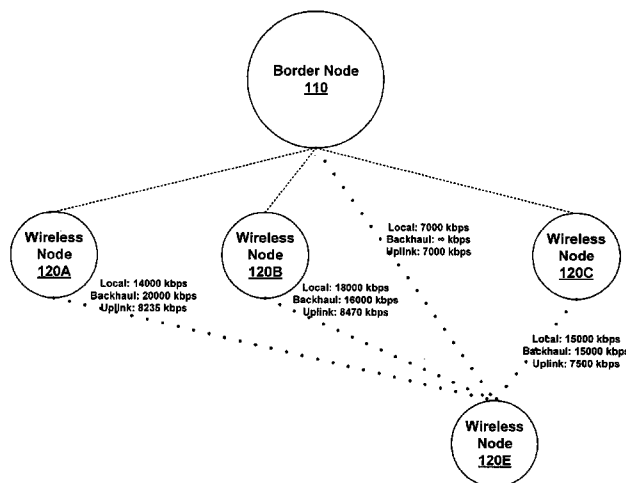 Border Node
110
Wireless
Node
120A
Wireless
Node
120B
Wireless
Node
120C
Local: 7000 kbps
Backhaul: ∞ kbps
Uplink: 7000 kbps
Local: 14000 kbps
Backhaul: 20000 kbps
Uplink: 8235 kbps
Local: 18000 kbps
Backhaul: 16000 kbps
Uplink: 8470 kbps
Local: 15000 kbps
Backhaul: 15000 kbps
Uplink: 7500 kbps
Wireless
Node
120E